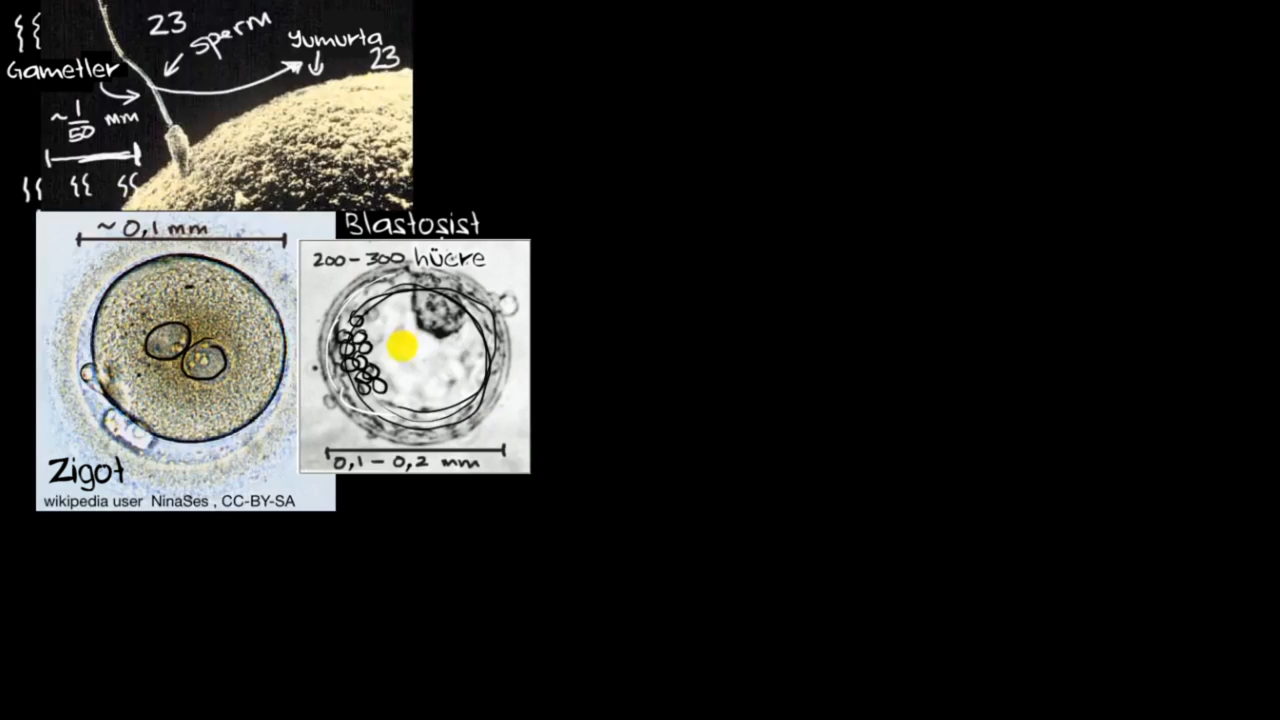 23
sperm
Yumurta
23
Gametler
~ 1/50 mm
~ 0,1 mm
Blastosist
200-300 hücre
0,1 - 0,2 mm
Zigot
wikipedia user NinaSes , CC-BY-SA